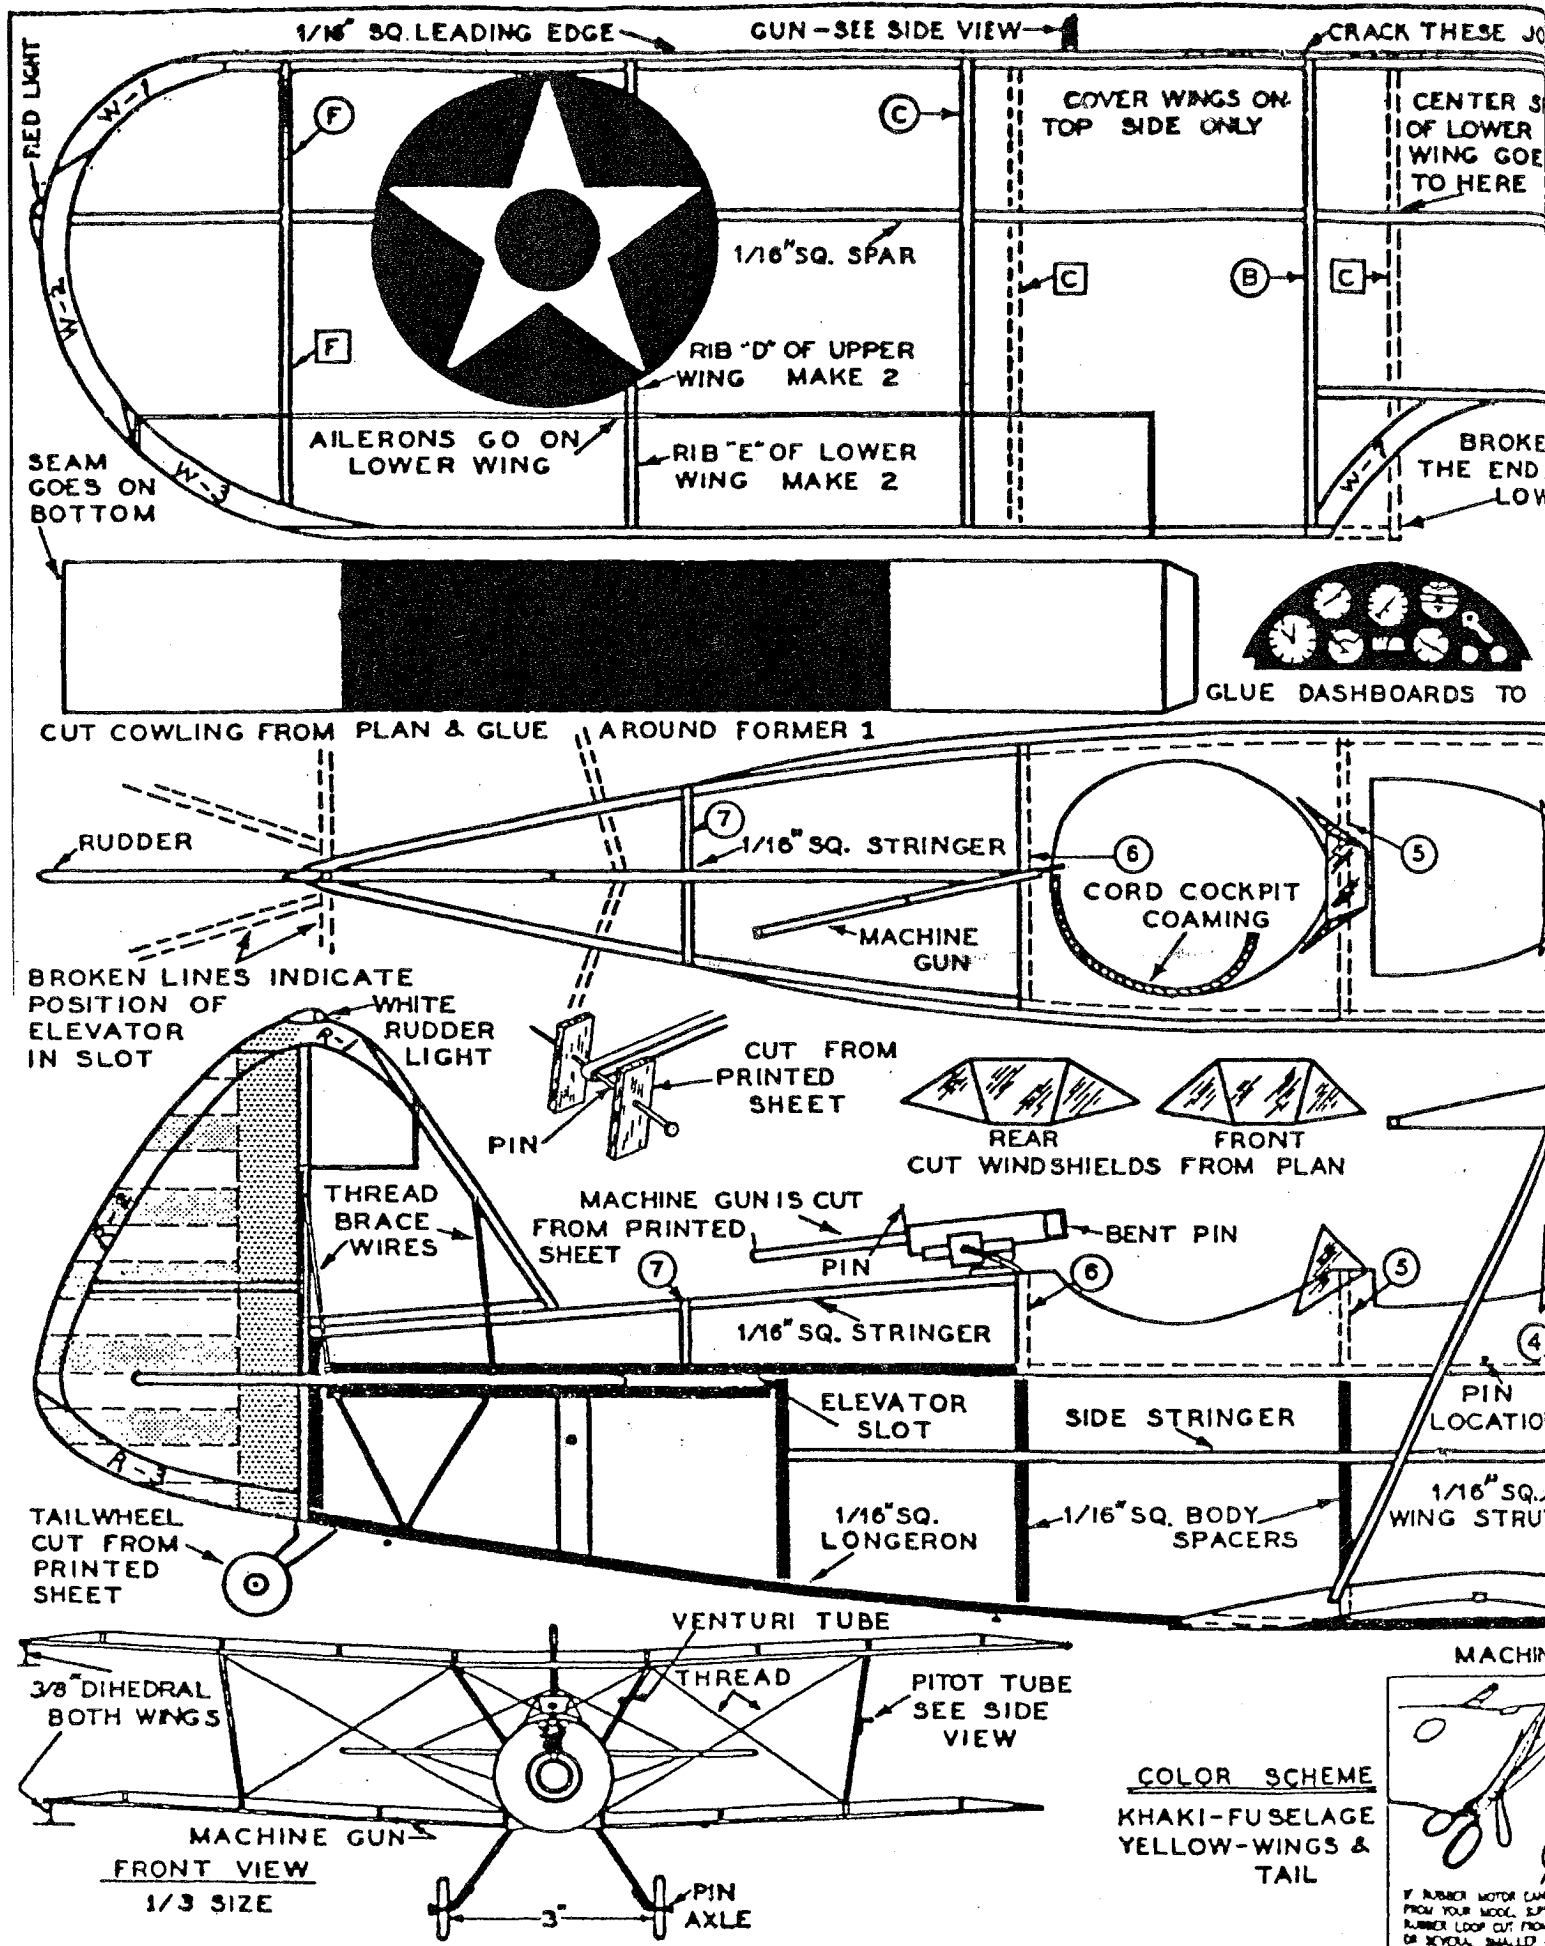 1/16" SQ. LEADING EDGE
GUN - SEE SIDE VIEW
CRACK THESE
RED LIGHT
W-1
F
C
COVER WINGS ON
TOP SIDE ONLY
CENTER
OF LOWER
WING
TO HERE
1/16" SQ. SPAR
C
B
C
W-2
F
RIB "D" OF UPPER
WING MAKE 2
AILERONS GO ON
LOWER WING
RIB "E" OF LOWER
WING MAKE 2
W-3
W-1
THE END
SEAM
GOES ON
BOTTOM
CUT COWLING FROM PLAN & GLUE AROUND FORMER 1
GLUE DASHBOARDS TO
RUDDER
7
1/16" SQ. STRINGER
6
5
CORD COCKPIT
COAMING
MACHINE
GUN
BROKEN LINES INDICATE
POSITION OF
ELEVATOR
IN SLOT
WHITE
RUDDER
LIGHT
R-1
CUT FROM
PRINTED
SHEET
PIN
REAR
FRONT
CUT WINDSHIELDS FROM PLAN
THREAD
BRACE
WIRES
R-2
MACHINE GUN IS CUT
FROM PRINTED
SHEET
PIN
BENT PIN
7
6
5
1/16" SQ. STRINGER
4
ELEVATOR
SLOT
SIDE STRINGER
PIN
R-3
TAILWHEEL
CUT FROM
PRINTED
SHEET
1/16" SQ.
LONGERON
1/16" SQ. BODY
SPACERS
1/16" SQ.
WING
VENTURI TUBE
THREAD
3/8" DIHEDRAL
BOTH WINGS
PITOT TUBE
SEE SIDE
VIEW
MACHINE GUN
FRONT VIEW
1/3 SIZE
3"
PIN
AXLE
COLOR SCHEME
KHAKI-FUSELAGE
YELLOW-WINGS &
TAIL
IF RUBBER MOTOR
FROM YOUR
RUBBER LOOP CUT